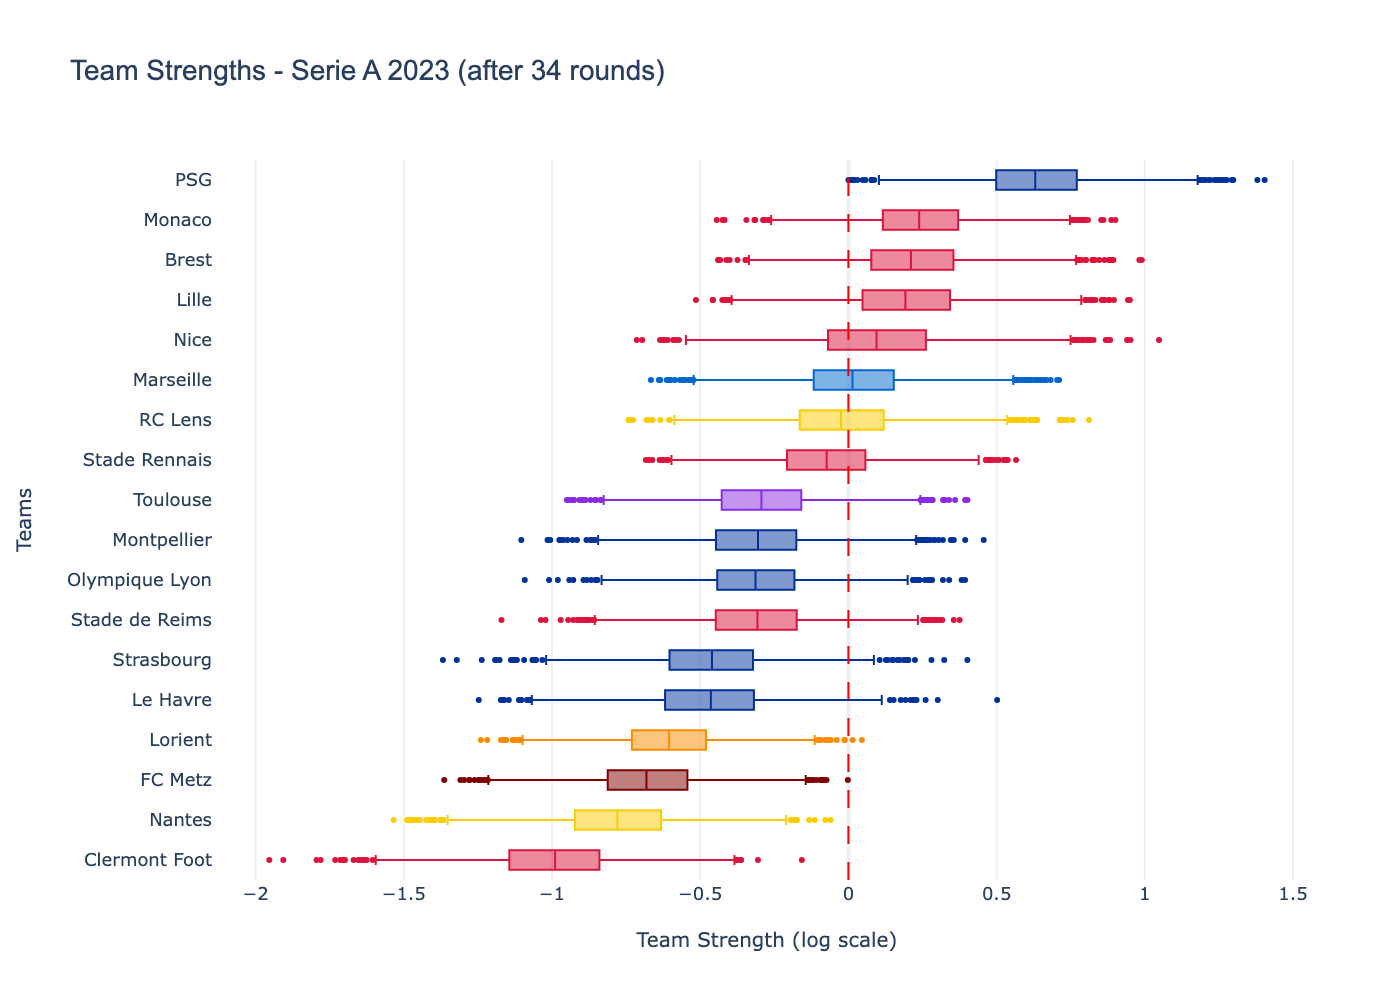 Team Strengths - Serie A 2023 (after 34 rounds)
PSG
Monaco
Brest
Lille
Nice
Marseille
RC Lens
Stade Rennais
Toulouse
Montpellier
Olympique Lyon
Stade de Reims
Strasbourg
Le Havre
Lorient
FC Metz
Nantes
Clermont Foot
Teams
−2 −1.5 −1 −0.5 0 0.5 1 1.5
Team Strength (log scale)